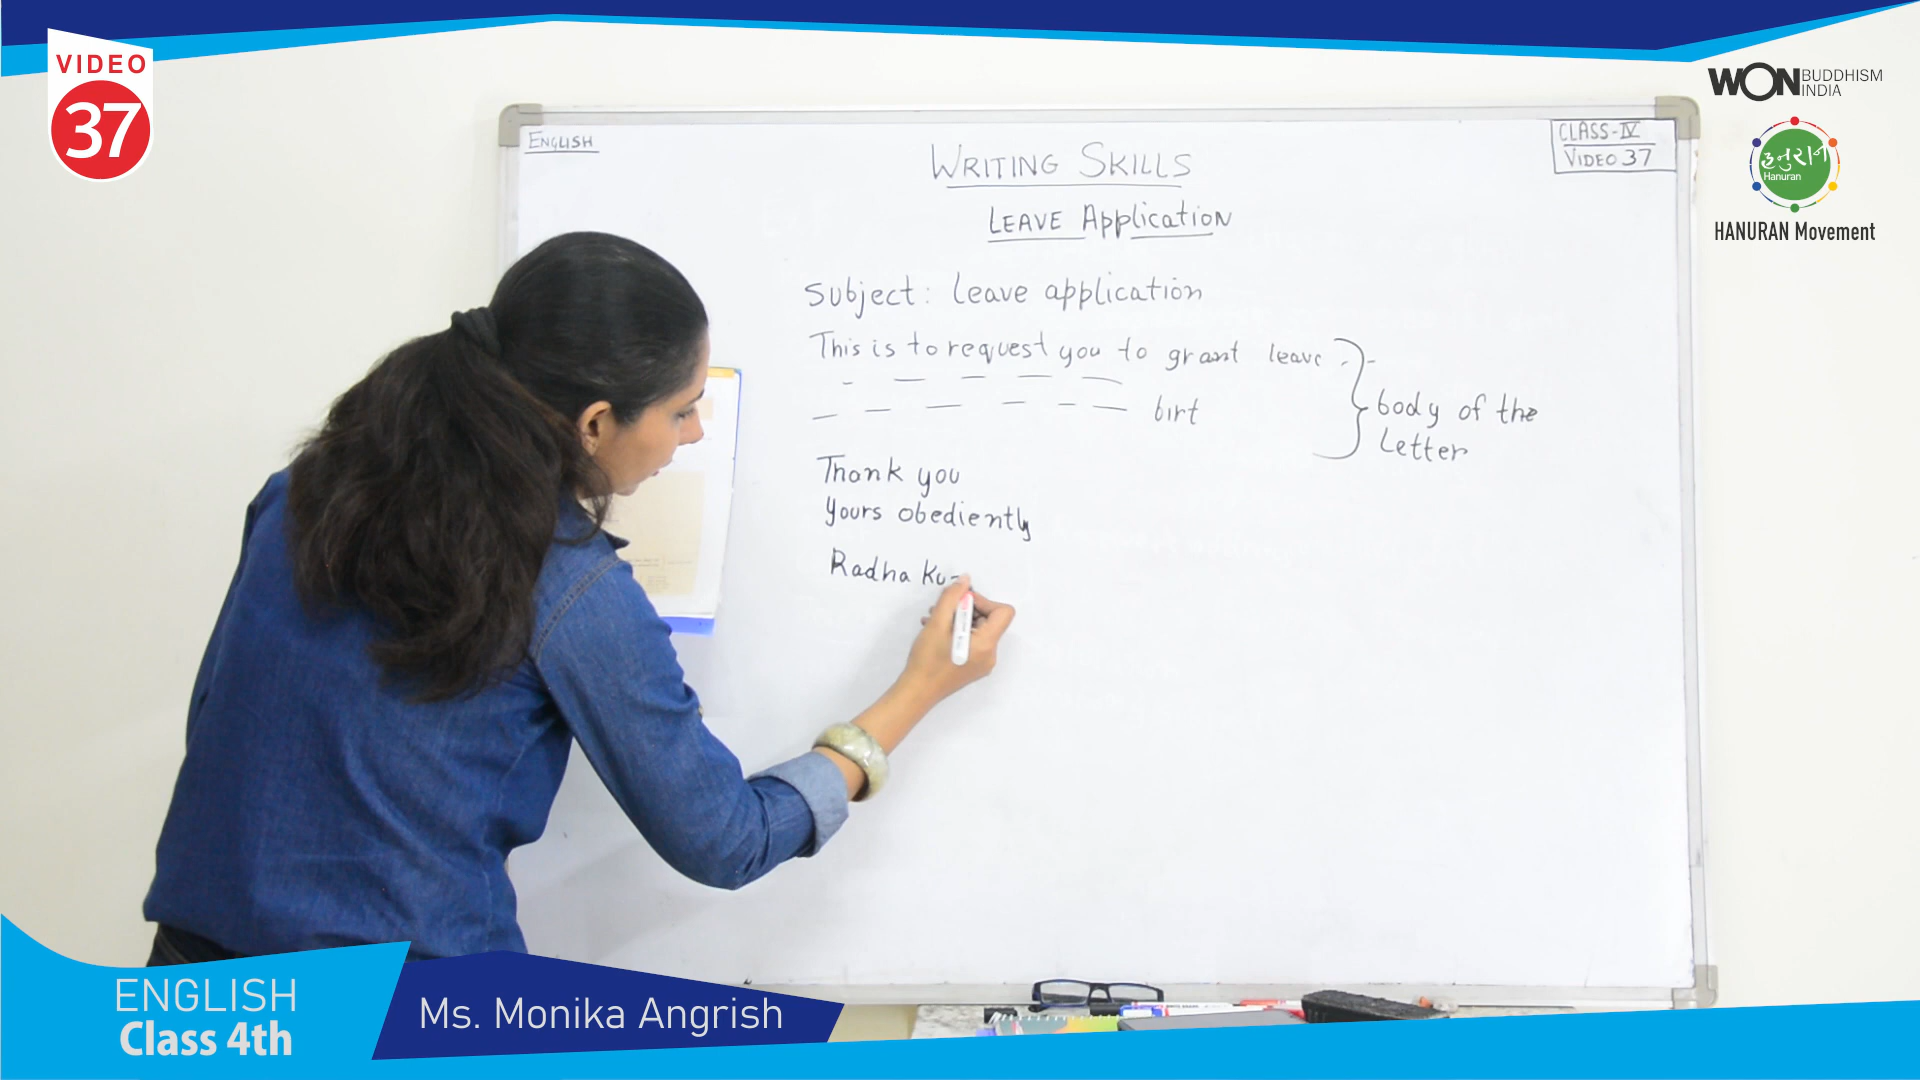 VIDEO
37
WON BUDDHISM INDIA
હનુરાન
Hanuran
HANURAN Movement
ENGLISH
CLASS-IV
VIDEO 37
WRITING SKILLS
LEAVE Application
Subject: Leave application
This is to request you to grant leave
birt
body of the
Letter
Thank you
Yours obediently
Radha Ku
ENGLISH
Class 4th
Ms. Monika Angrish